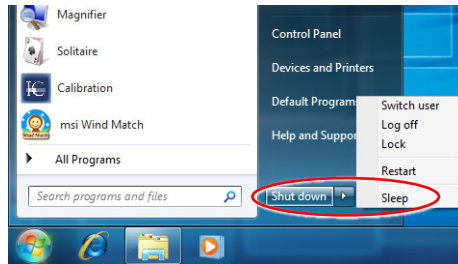 Magnifier
Solitaire
Calibration
msi Wind Match
All Programs
Search programs and files
Control Panel
Devices and Printers
Default Program
Help and Suppor
Shut down
Switch user
Log off
Lock
Restart
Sleep